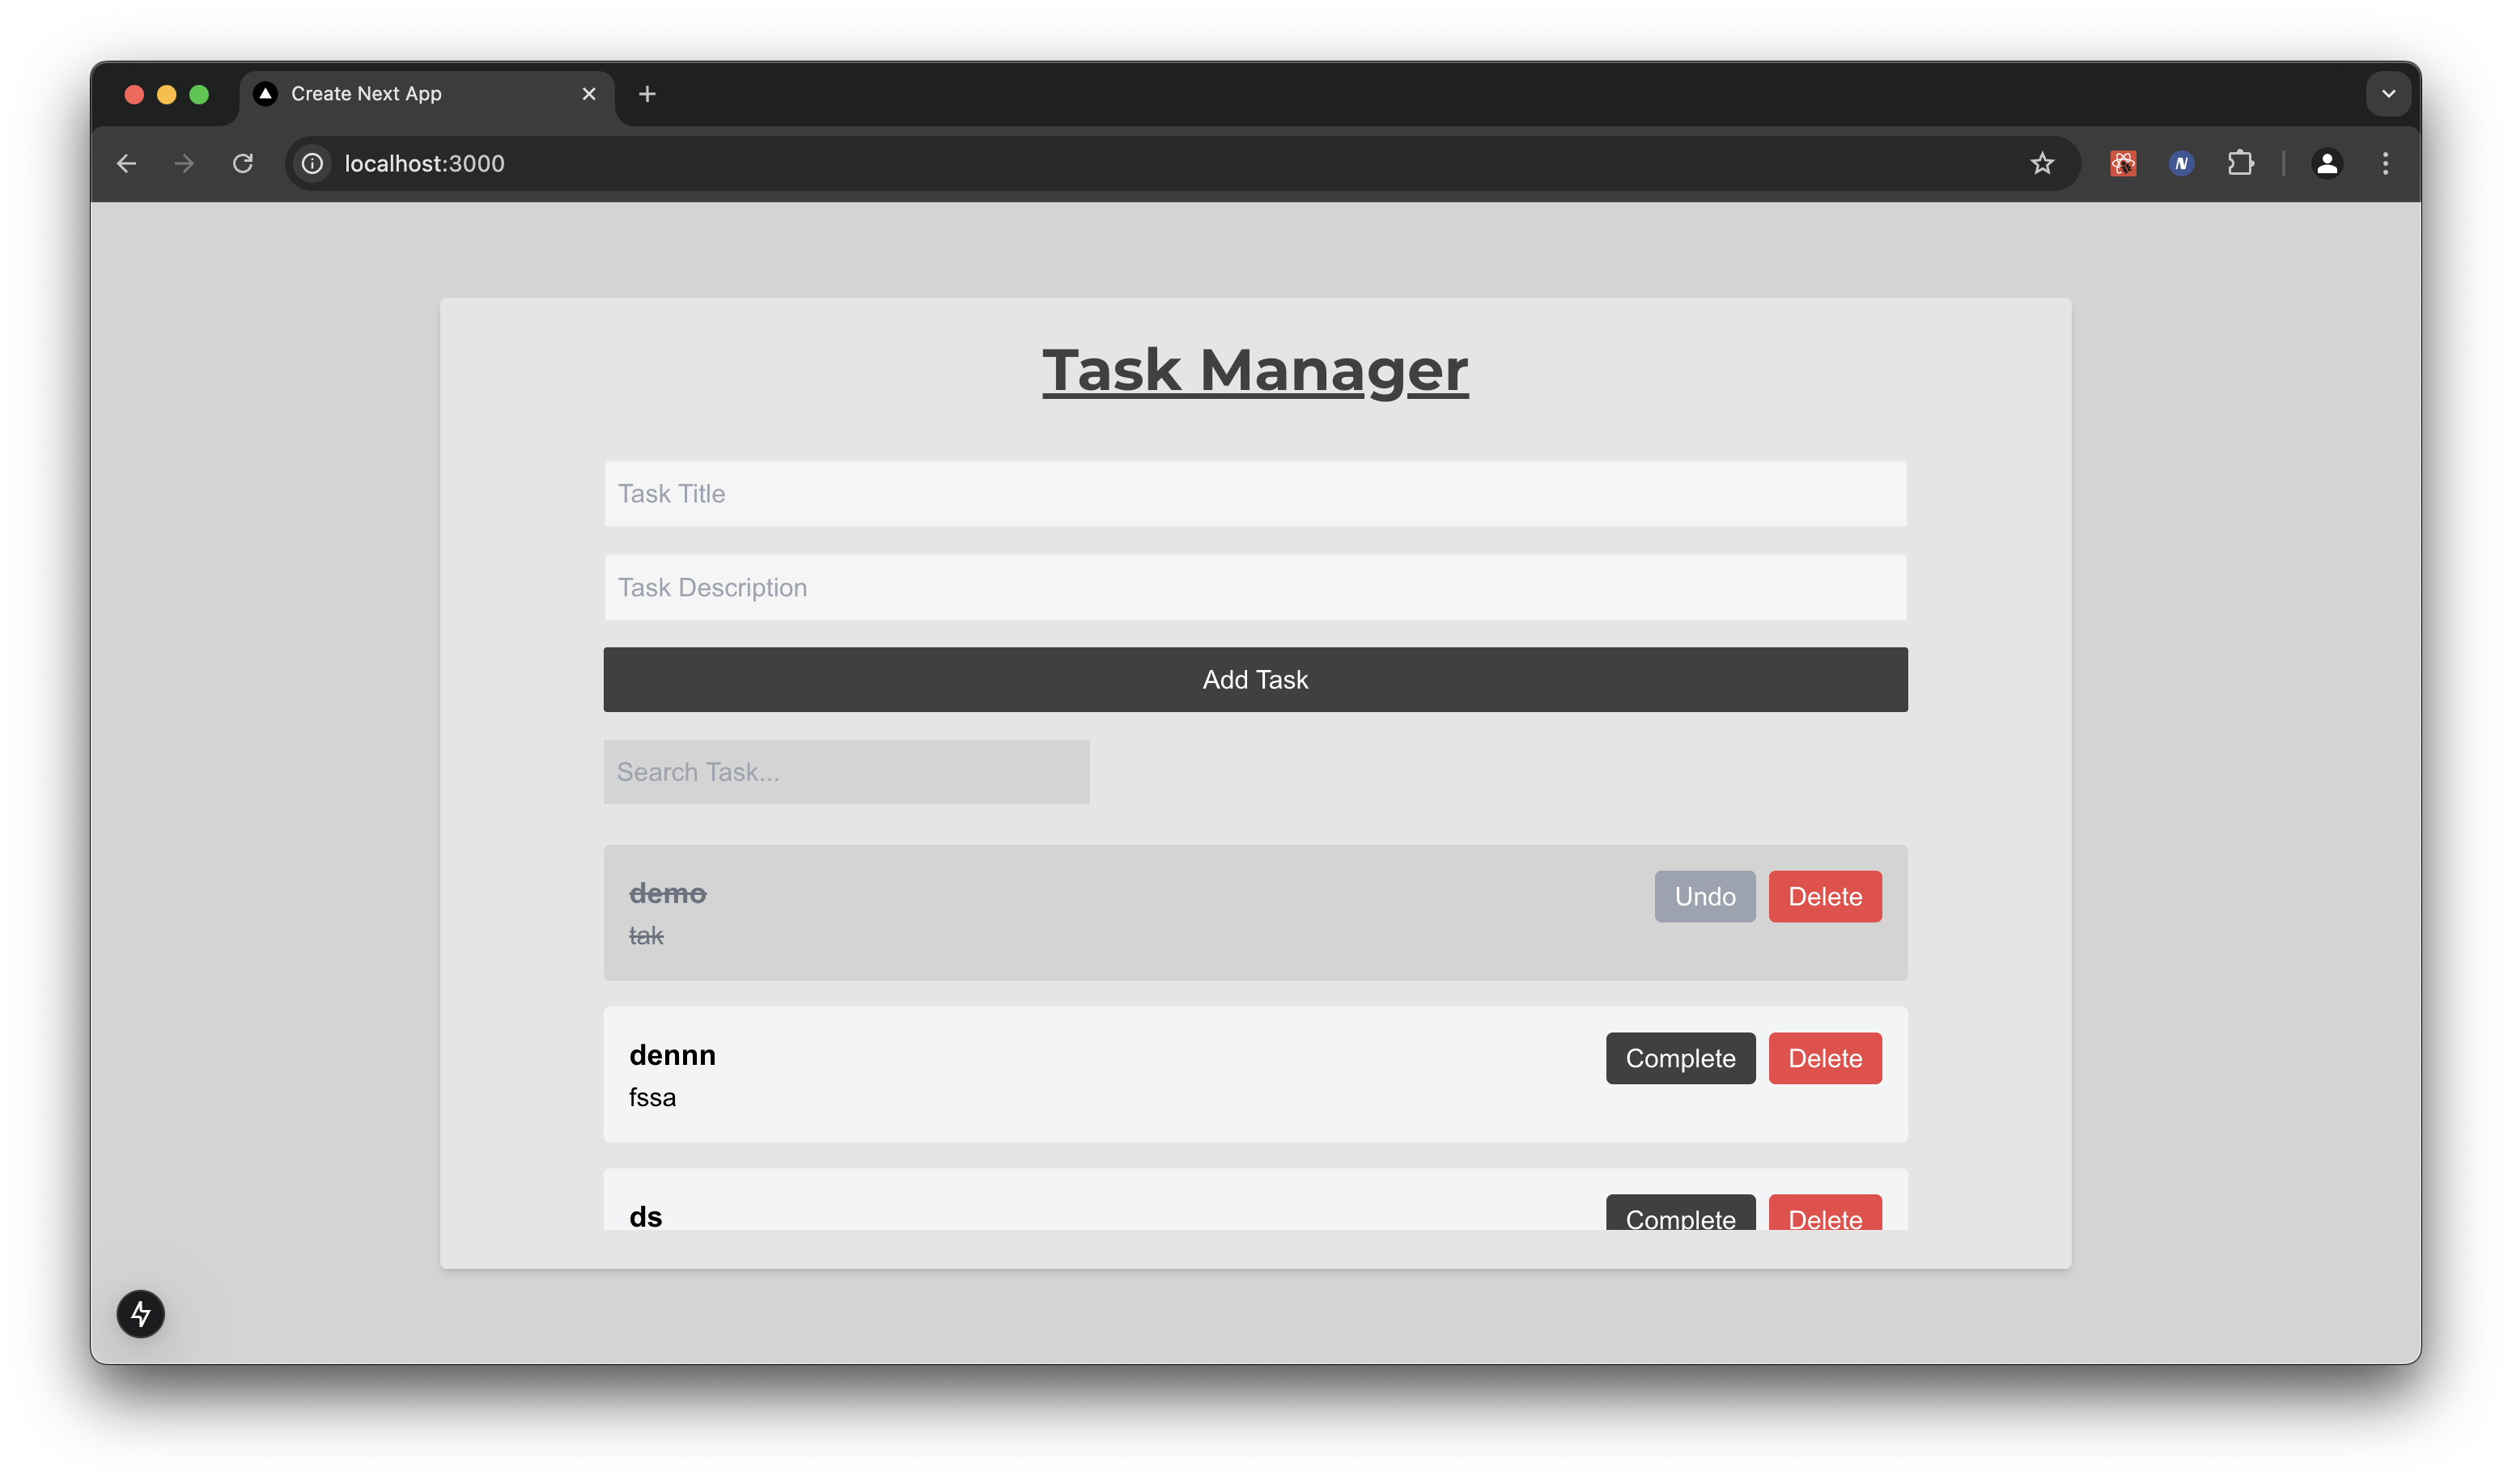 Create Next App
localhost:3000
Task Manager
Task Title
Task Description
Add Task
Search Task...
demo
Undo
Delete
tak
dennn
Complete
Delete
fssa
ds
Complete
Delete